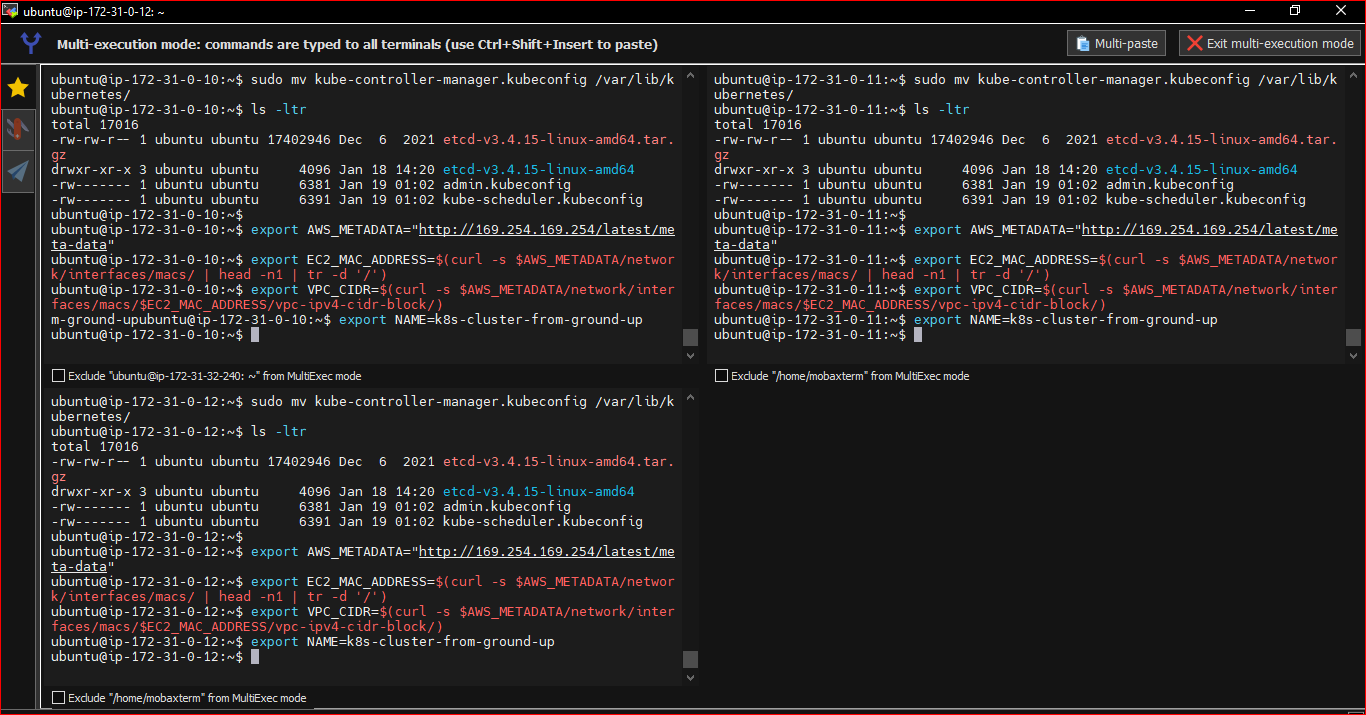 ubuntu@ip-172-31-0-12: ~
Multi-execution mode: commands are typed to all terminals (use Ctrl+Shift+Insert to paste)
Multi-paste
Exit multi-execution mode
ubuntu@ip-172-31-0-10:~$ sudo mv kube-controller-manager.kubeconfig /var/lib/k
ubernetes/
ubuntu@ip-172-31-0-10:~$ ls -ltr
total 17016
-rw-rw-r-- 1 ubuntu ubuntu 17402946 Dec  6  2021 etcd-v3.4.15-linux-amd64.tar.
gz
drwxr-xr-x 3 ubuntu ubuntu     4096 Jan 18 14:20 etcd-v3.4.15-linux-amd64
-rw------- 1 ubuntu ubuntu     6381 Jan 19 01:02 admin.kubeconfig
-rw------- 1 ubuntu ubuntu     6391 Jan 19 01:02 kube-scheduler.kubeconfig
ubuntu@ip-172-31-0-10:~$
ubuntu@ip-172-31-0-10:~$ export AWS_METADATA="http://169.254.169.254/latest/me
ta-data"
ubuntu@ip-172-31-0-10:~$ export EC2_MAC_ADDRESS=$(curl -s $AWS_METADATA/networ
k/interfaces/macs/ | head -n1 | tr -d '/')
ubuntu@ip-172-31-0-10:~$ export VPC_CIDR=$(curl -s $AWS_METADATA/network/inter
faces/macs/$EC2_MAC_ADDRESS/vpc-ipv4-cidr-block/)
m-ground-upubuntu@ip-172-31-0-10:~$ export NAME=k8s-cluster-from-ground-up
ubuntu@ip-172-31-0-10:~$
Exclude "ubuntu@ip-172-31-32-240: ~" from MultiExec mode
ubuntu@ip-172-31-0-11:~$ sudo mv kube-controller-manager.kubeconfig /var/lib/k
ubernetes/
ubuntu@ip-172-31-0-11:~$ ls -ltr
total 17016
-rw-rw-r-- 1 ubuntu ubuntu 17402946 Dec  6  2021 etcd-v3.4.15-linux-amd64.tar.
gz
drwxr-xr-x 3 ubuntu ubuntu     4096 Jan 18 14:20 etcd-v3.4.15-linux-amd64
-rw------- 1 ubuntu ubuntu     6381 Jan 19 01:02 admin.kubeconfig
-rw------- 1 ubuntu ubuntu     6391 Jan 19 01:02 kube-scheduler.kubeconfig
ubuntu@ip-172-31-0-11:~$
ubuntu@ip-172-31-0-11:~$ export AWS_METADATA="http://169.254.169.254/latest/me
ta-data"
ubuntu@ip-172-31-0-11:~$ export EC2_MAC_ADDRESS=$(curl -s $AWS_METADATA/networ
k/interfaces/macs/ | head -n1 | tr -d '/')
ubuntu@ip-172-31-0-11:~$ export VPC_CIDR=$(curl -s $AWS_METADATA/network/inter
faces/macs/$EC2_MAC_ADDRESS/vpc-ipv4-cidr-block/)
ubuntu@ip-172-31-0-11:~$ export NAME=k8s-cluster-from-ground-up
ubuntu@ip-172-31-0-11:~$
Exclude "/home/mobaxterm" from MultiExec mode
ubuntu@ip-172-31-0-12:~$ sudo mv kube-controller-manager.kubeconfig /var/lib/k
ubernetes/
ubuntu@ip-172-31-0-12:~$ ls -ltr
total 17016
-rw-rw-r-- 1 ubuntu ubuntu 17402946 Dec  6  2021 etcd-v3.4.15-linux-amd64.tar.
gz
drwxr-xr-x 3 ubuntu ubuntu     4096 Jan 18 14:20 etcd-v3.4.15-linux-amd64
-rw------- 1 ubuntu ubuntu     6381 Jan 19 01:02 admin.kubeconfig
-rw------- 1 ubuntu ubuntu     6391 Jan 19 01:02 kube-scheduler.kubeconfig
ubuntu@ip-172-31-0-12:~$
ubuntu@ip-172-31-0-12:~$ export AWS_METADATA="http://169.254.169.254/latest/me
ta-data"
ubuntu@ip-172-31-0-12:~$ export EC2_MAC_ADDRESS=$(curl -s $AWS_METADATA/networ
k/interfaces/macs/ | head -n1 | tr -d '/')
ubuntu@ip-172-31-0-12:~$ export VPC_CIDR=$(curl -s $AWS_METADATA/network/inter
faces/macs/$EC2_MAC_ADDRESS/vpc-ipv4-cidr-block/)
ubuntu@ip-172-31-0-12:~$ export NAME=k8s-cluster-from-ground-up
ubuntu@ip-172-31-0-12:~$
Exclude "/home/mobaxterm" from MultiExec mode